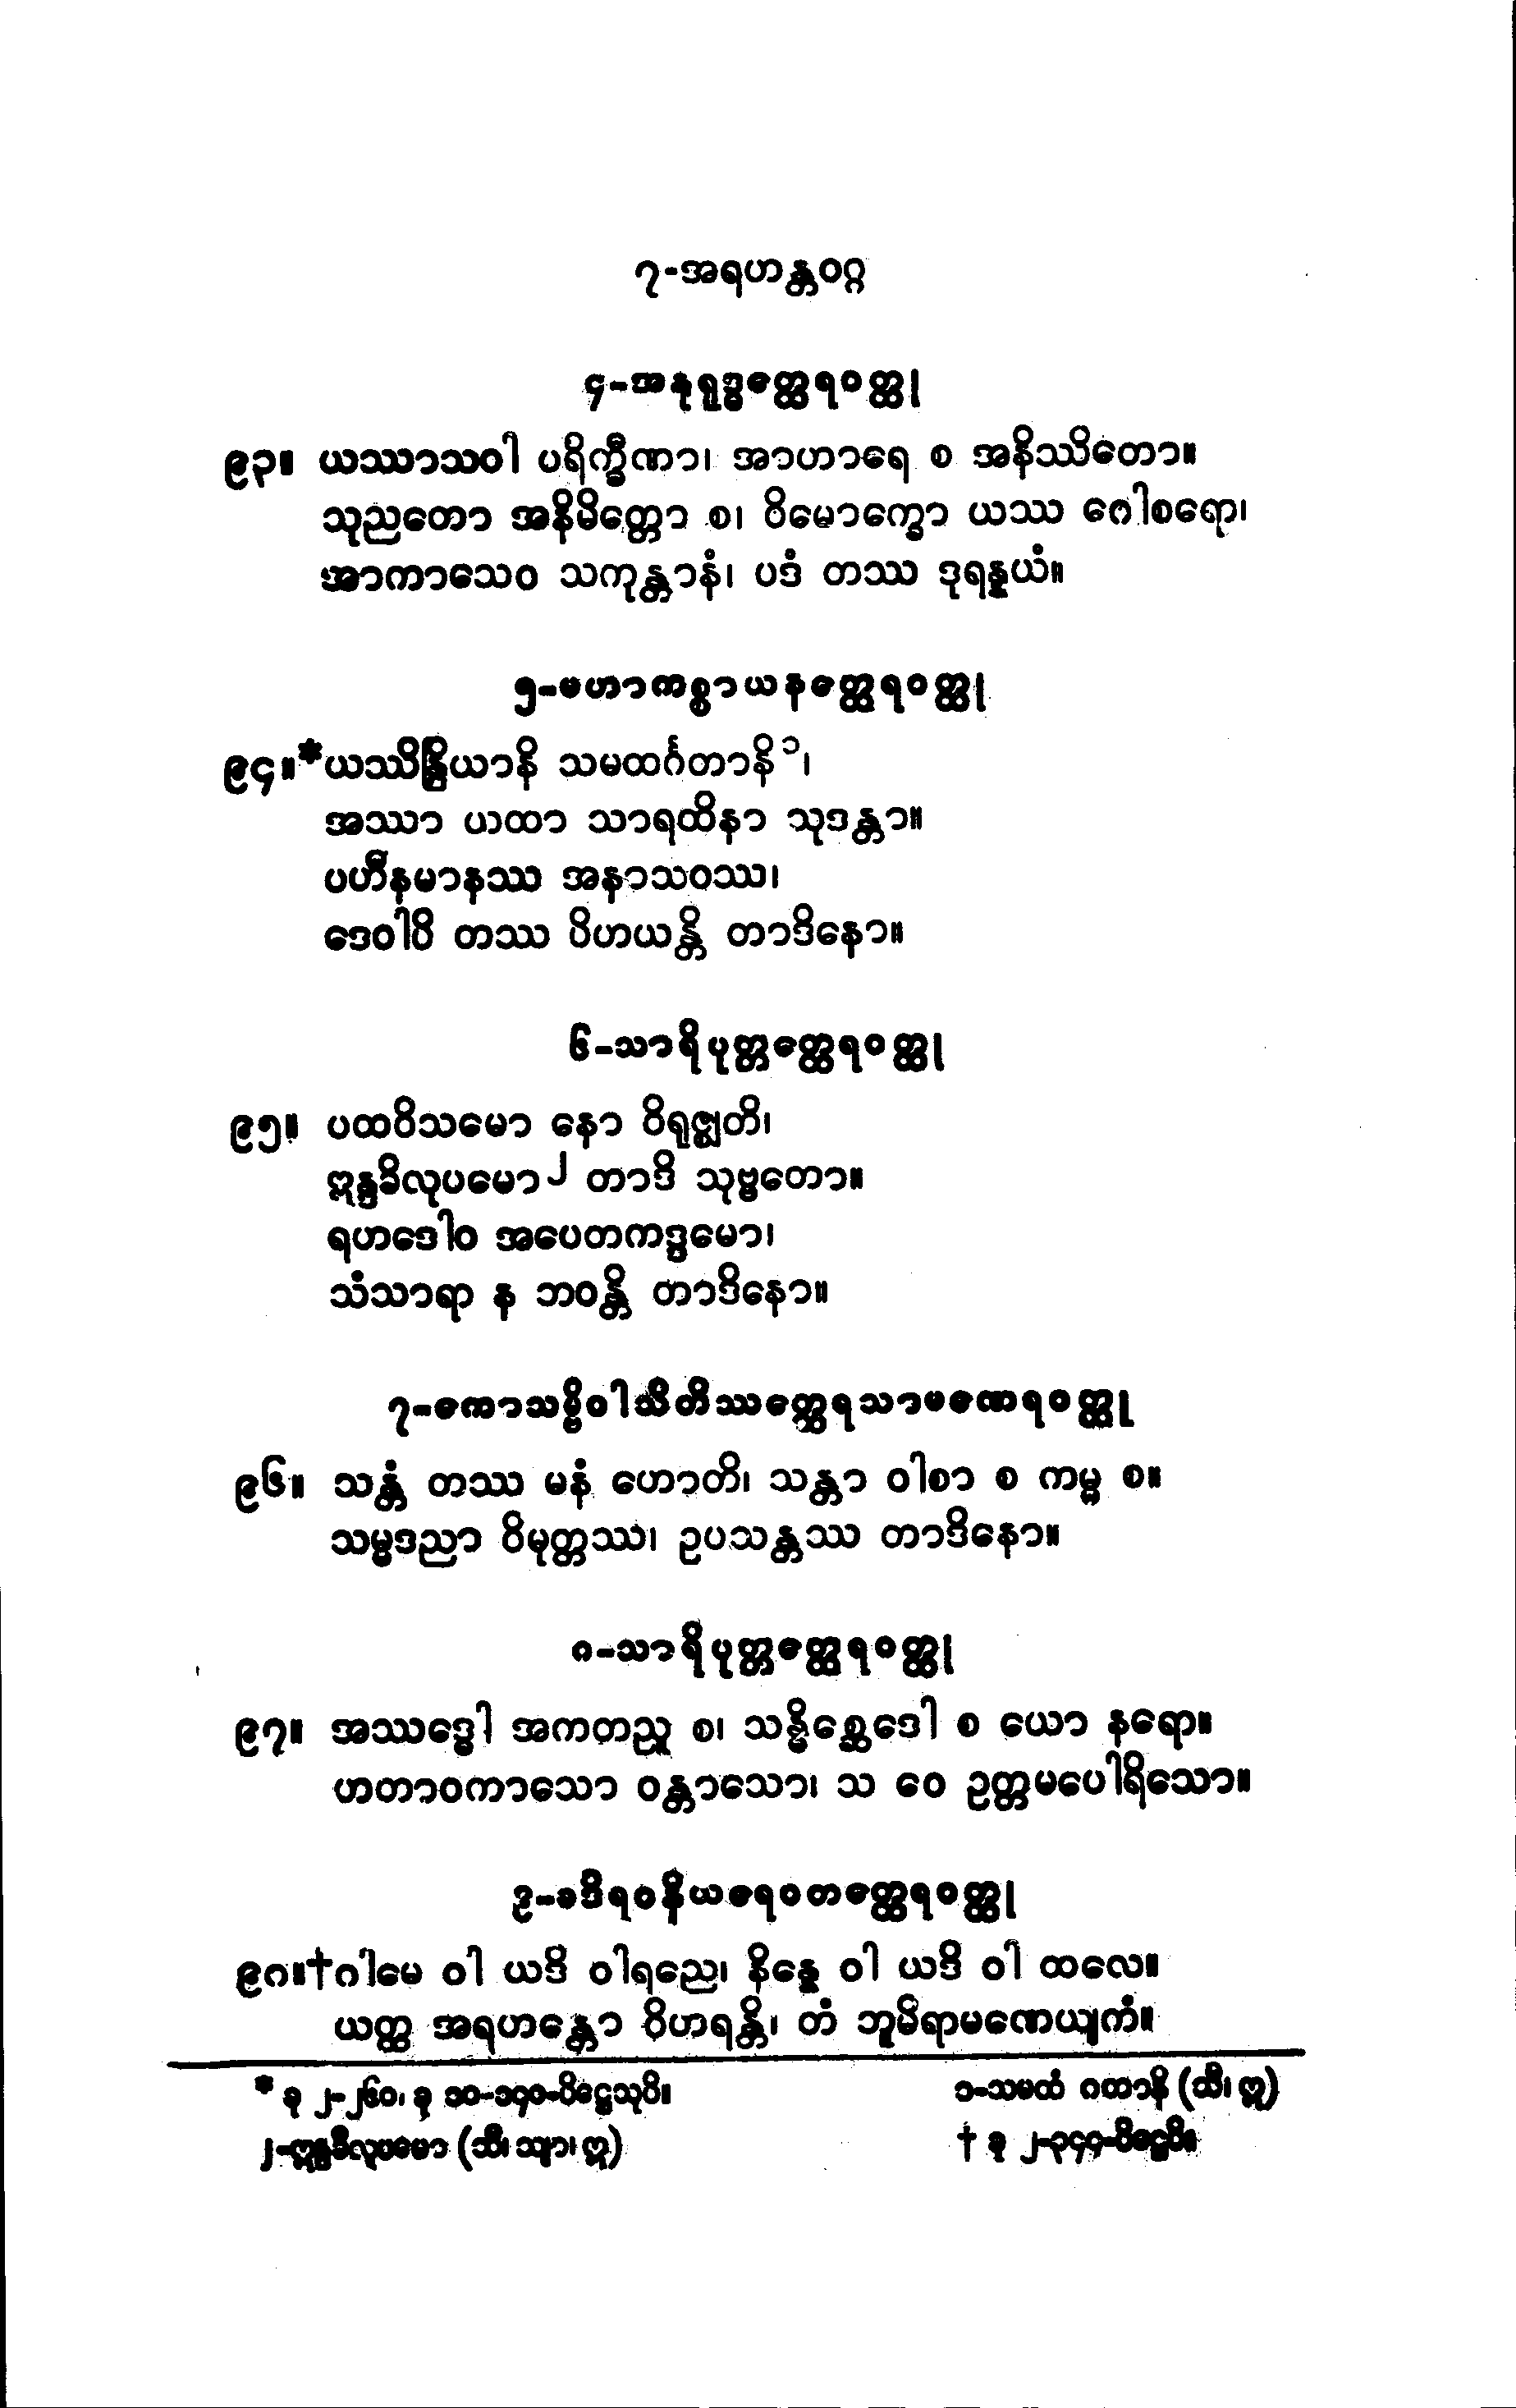 ၇-အရဟန္တဝဂ္ဂ
၄-အနုရုဒ္ဓတ္ထေရဝတ္ထု
၉၃။ ယဿာသဝါ ပရိက္ခီဏာ၊ အာဟာရေ စ အနိဿိတော။
သုညတော အနိမိတ္တော စ၊ ဝိမောက္ခော ယဿ ဂေါစရော၊
အာကာသေဝ သကုန္တာနံ၊ ပဒံ တဿ ဒုရန္နယံ။
၅-မဟာကစ္စာယနတ္ထေရဝတ္ထု
၉၄။*ယဿိန္ဒြိယာနိ သမထင်္ဂတာနိ၁၊
အဿာ ယထာ သာရထိနာ သုဒန္တာ။
ပဟီနမာနဿ အနာသဝဿ၊
ဒေဝါပိ တဿ ပိဟယန္တိ တာဒိနော။
၆-သာရိပုတ္တတ္ထေရဝတ္ထု
၉၅။ ပထဝိသမော နော ဝိရုဇ္ဈတိ၊
ဣန္ဒခိလုပမော၂ တာဒိ သုဗ္ဗတော။
ရဟဒေါဝ အပေတကဒ္ဒမော၊
သံသာရာ န ဘဝန္တိ တာဒိနော။
၇-ကောသမ္ဗိဝါသီတိဿတ္ထေရသာမဏေရဝတ္ထု
၉၆။ သန္တံ တဿ မနံ ဟောတိ၊ သန္တာ ဝါစာ စ ကမ္မ စ။
သမ္မဒညာ ဝိမုတ္တဿ၊ ဥပသန္တဿ တာဒိနော။
၈-သာရိပုတ္တတ္ထေရဝတ္ထု
၉၇။ အဿဒ္ဓေါ အကတညူ စ၊ သန္ဓိစ္ဆေဒေါ စ ယော နရော။
ဟတာဝကာသော ဝန္တာသော၊ သ ဝေ ဥတ္တမပေါရိသော။
၉-ခဒိရဝနိယရေဝတတ္ထေရဝတ္ထု
၉၈။†ဂါမေ ဝါ ယဒိ ဝါရညေ၊ နိန္နေ ဝါ ယဒိ ဝါ ထလေ။
ယတ္ထ အရဟန္တော ဝိဟရန္တိ၊ တံ ဘူမိရာမဏေယျကံ။
* ခု ၂-၂၆၀၊ ခု ၁၀-၁၄၀-ပိဋ္ဌေသုပိ။ ၁-သမထံ ဂတာနိ (သီ၊ ဣ)
၂-ဣန္ဒခီလူပမော (သီ၊ သျာ၊ ဣ) † ခု ၂-၃၄၄-ပိဋ္ဌေပိ။